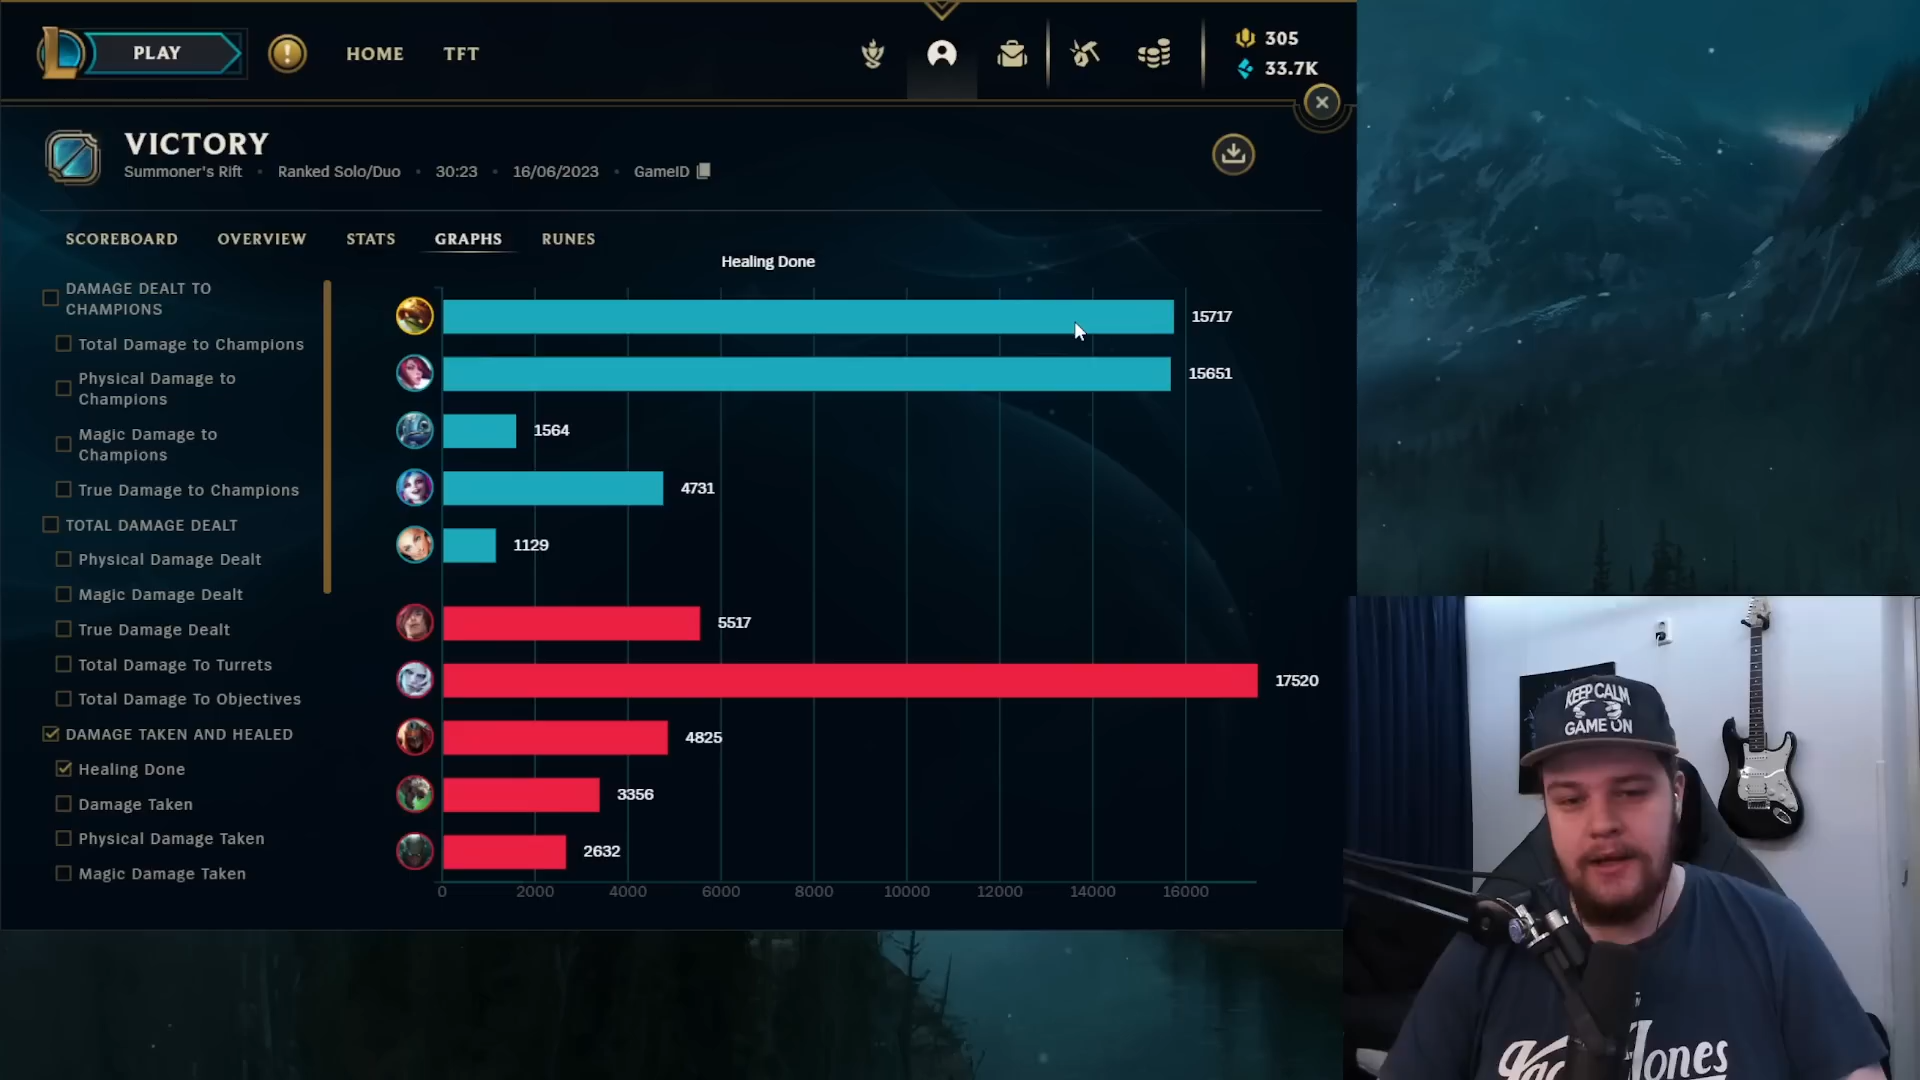 PLAY
HOME
TFT
305
33.7K
VICTORY
Summoner's Rift • Ranked Solo/Duo • 30:23 • 16/06/2023 • GameID
SCOREBOARD
OVERVIEW
STATS
GRAPHS
RUNES
Healing Done
DAMAGE DEALT TO
CHAMPIONS
Total Damage to Champions
Physical Damage to
Champions
Magic Damage to
Champions
True Damage to Champions
TOTAL DAMAGE DEALT
Physical Damage Dealt
Magic Damage Dealt
True Damage Dealt
Total Damage To Turrets
Total Damage To Objectives
DAMAGE TAKEN AND HEALED
Healing Done
Damage Taken
Physical Damage Taken
Magic Damage Taken
15717
15651
1564
4731
1129
5517
17520
4825
3356
2632
0 2000 4000 6000 8000 10000 12000 14000 16000
KEEP CALM
GAME ON
Jones